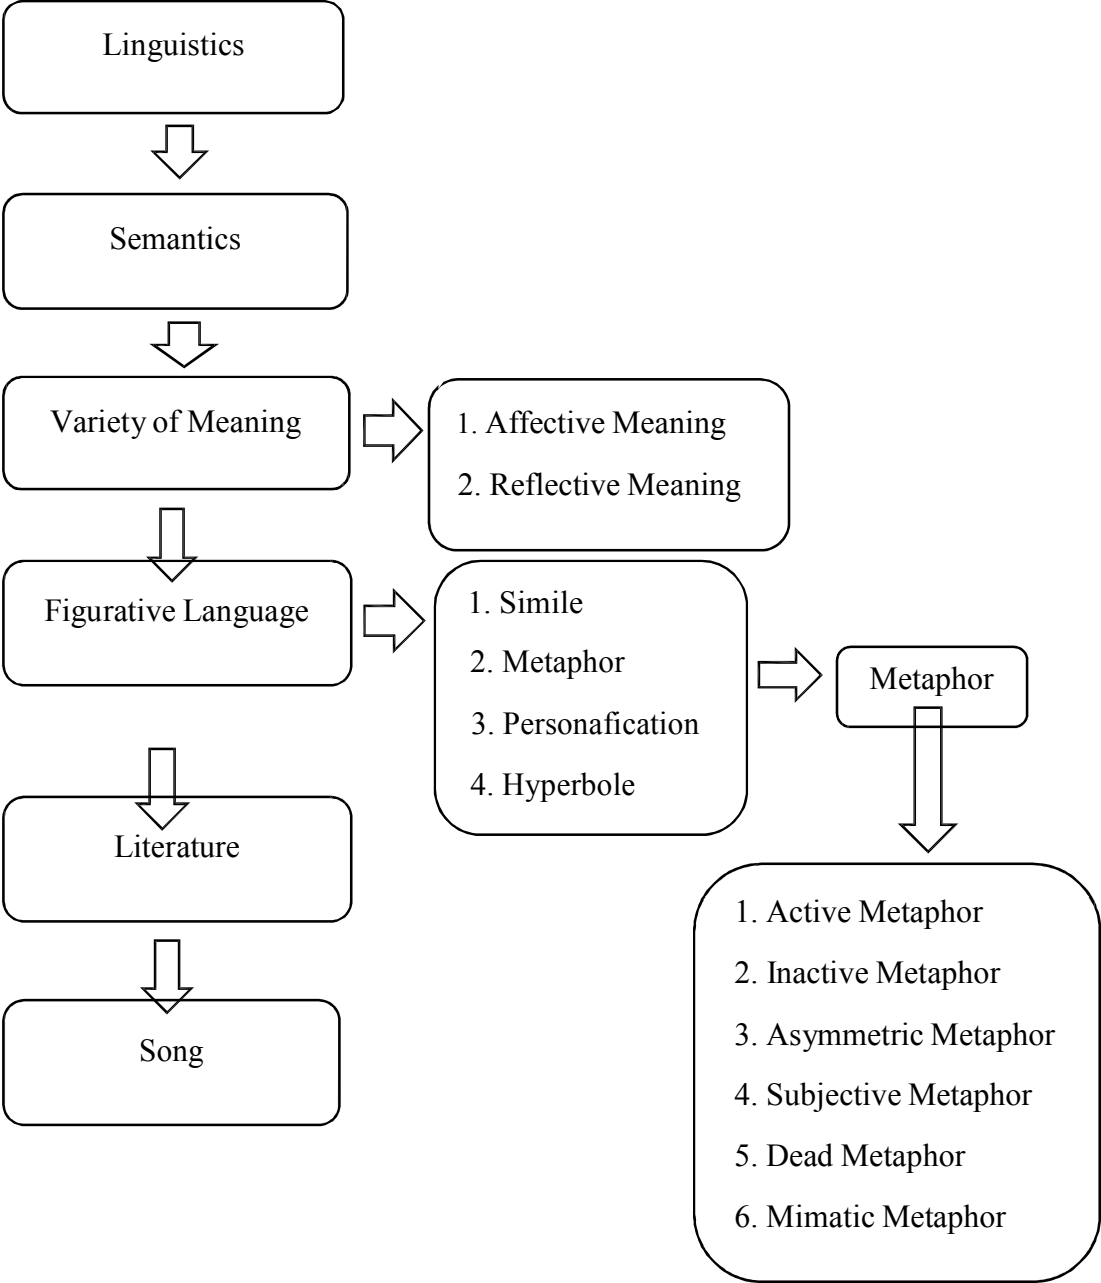 Linguistics
Semantics
Variety of Meaning
1. Affective Meaning
2. Reflective Meaning
Figurative Language
1. Simile
2. Metaphor
3. Personafication
4. Hyperbole
Metaphor
Literature
Song
1. Active Metaphor
2. Inactive Metaphor
3. Asymmetric Metaphor
4. Subjective Metaphor
5. Dead Metaphor
6. Mimatic Metaphor